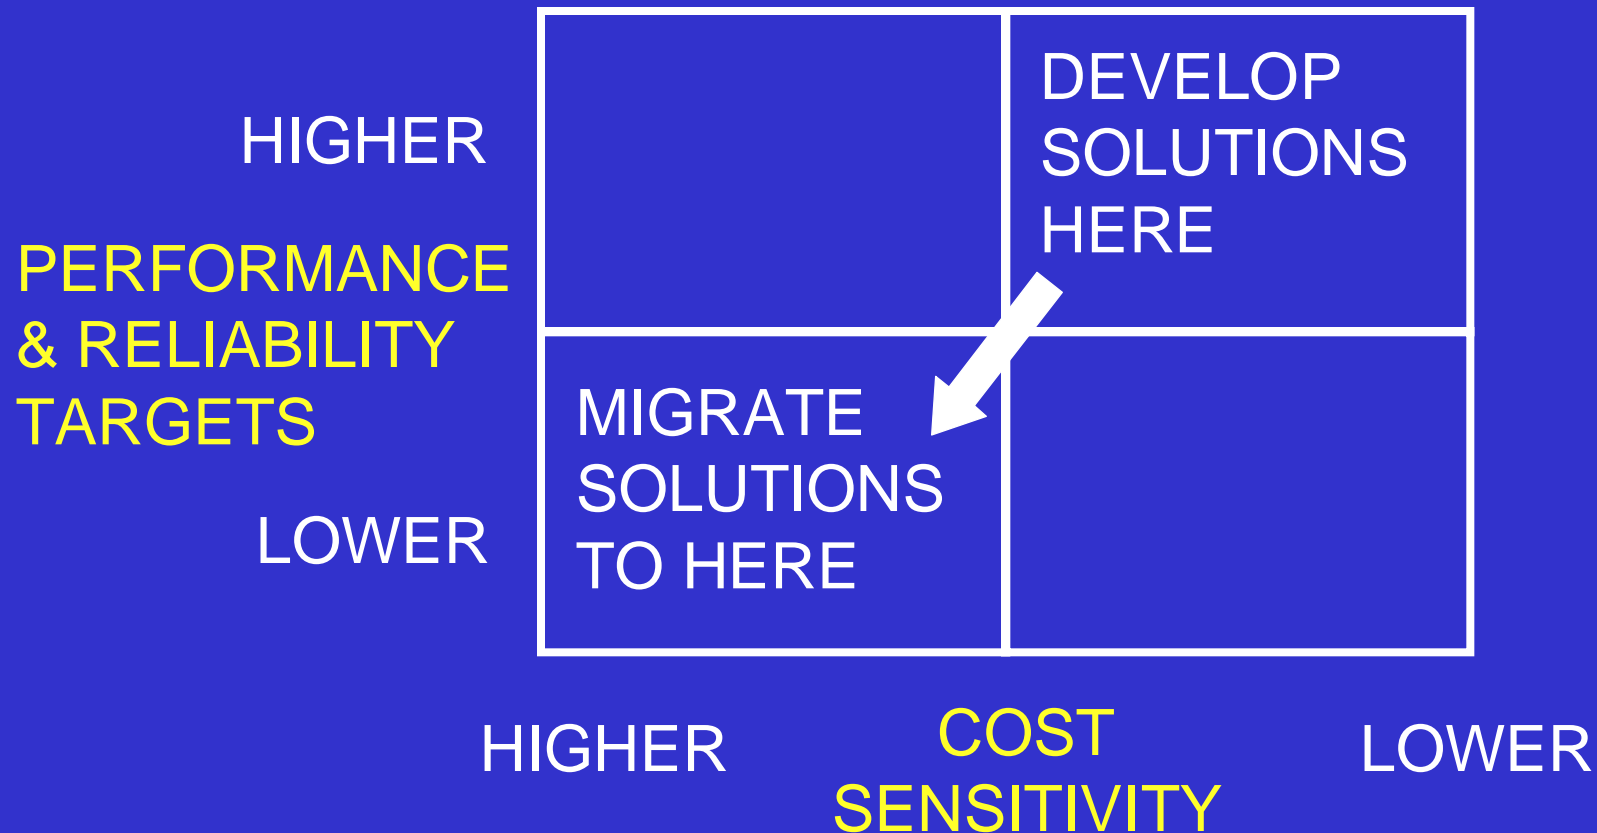 HIGHER
PERFORMANCE
& RELIABILITY
TARGETS
LOWER
DEVELOP
SOLUTIONS
HERE
MIGRATE
SOLUTIONS
TO HERE
HIGHER
COST
SENSITIVITY
LOWER